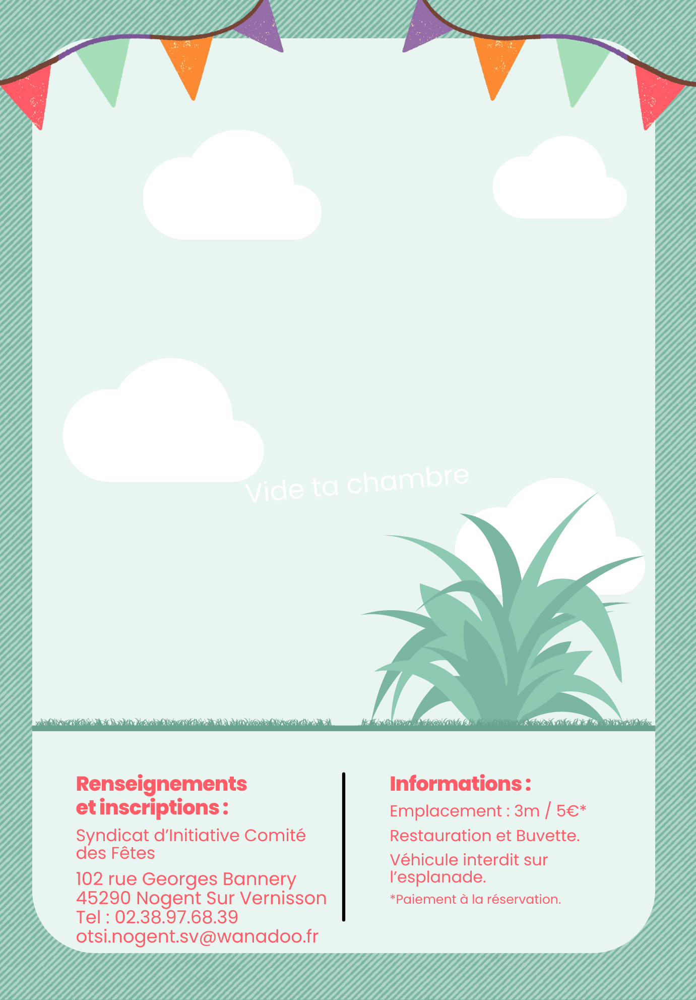 Vide ta chambre
Renseignements
et inscriptions :
Syndicat d’Initiative Comité
des Fêtes
102 rue Georges Bannery
45290 Nogent Sur Vernisson
Tel : 02.38.97.68.39
otsi.nogent.sv@wanadoo.fr
Informations :
Emplacement : 3m / 5€*
Restauration et Buvette.
Véhicule interdit sur
l’esplanade.
*Paiement à la réservation.